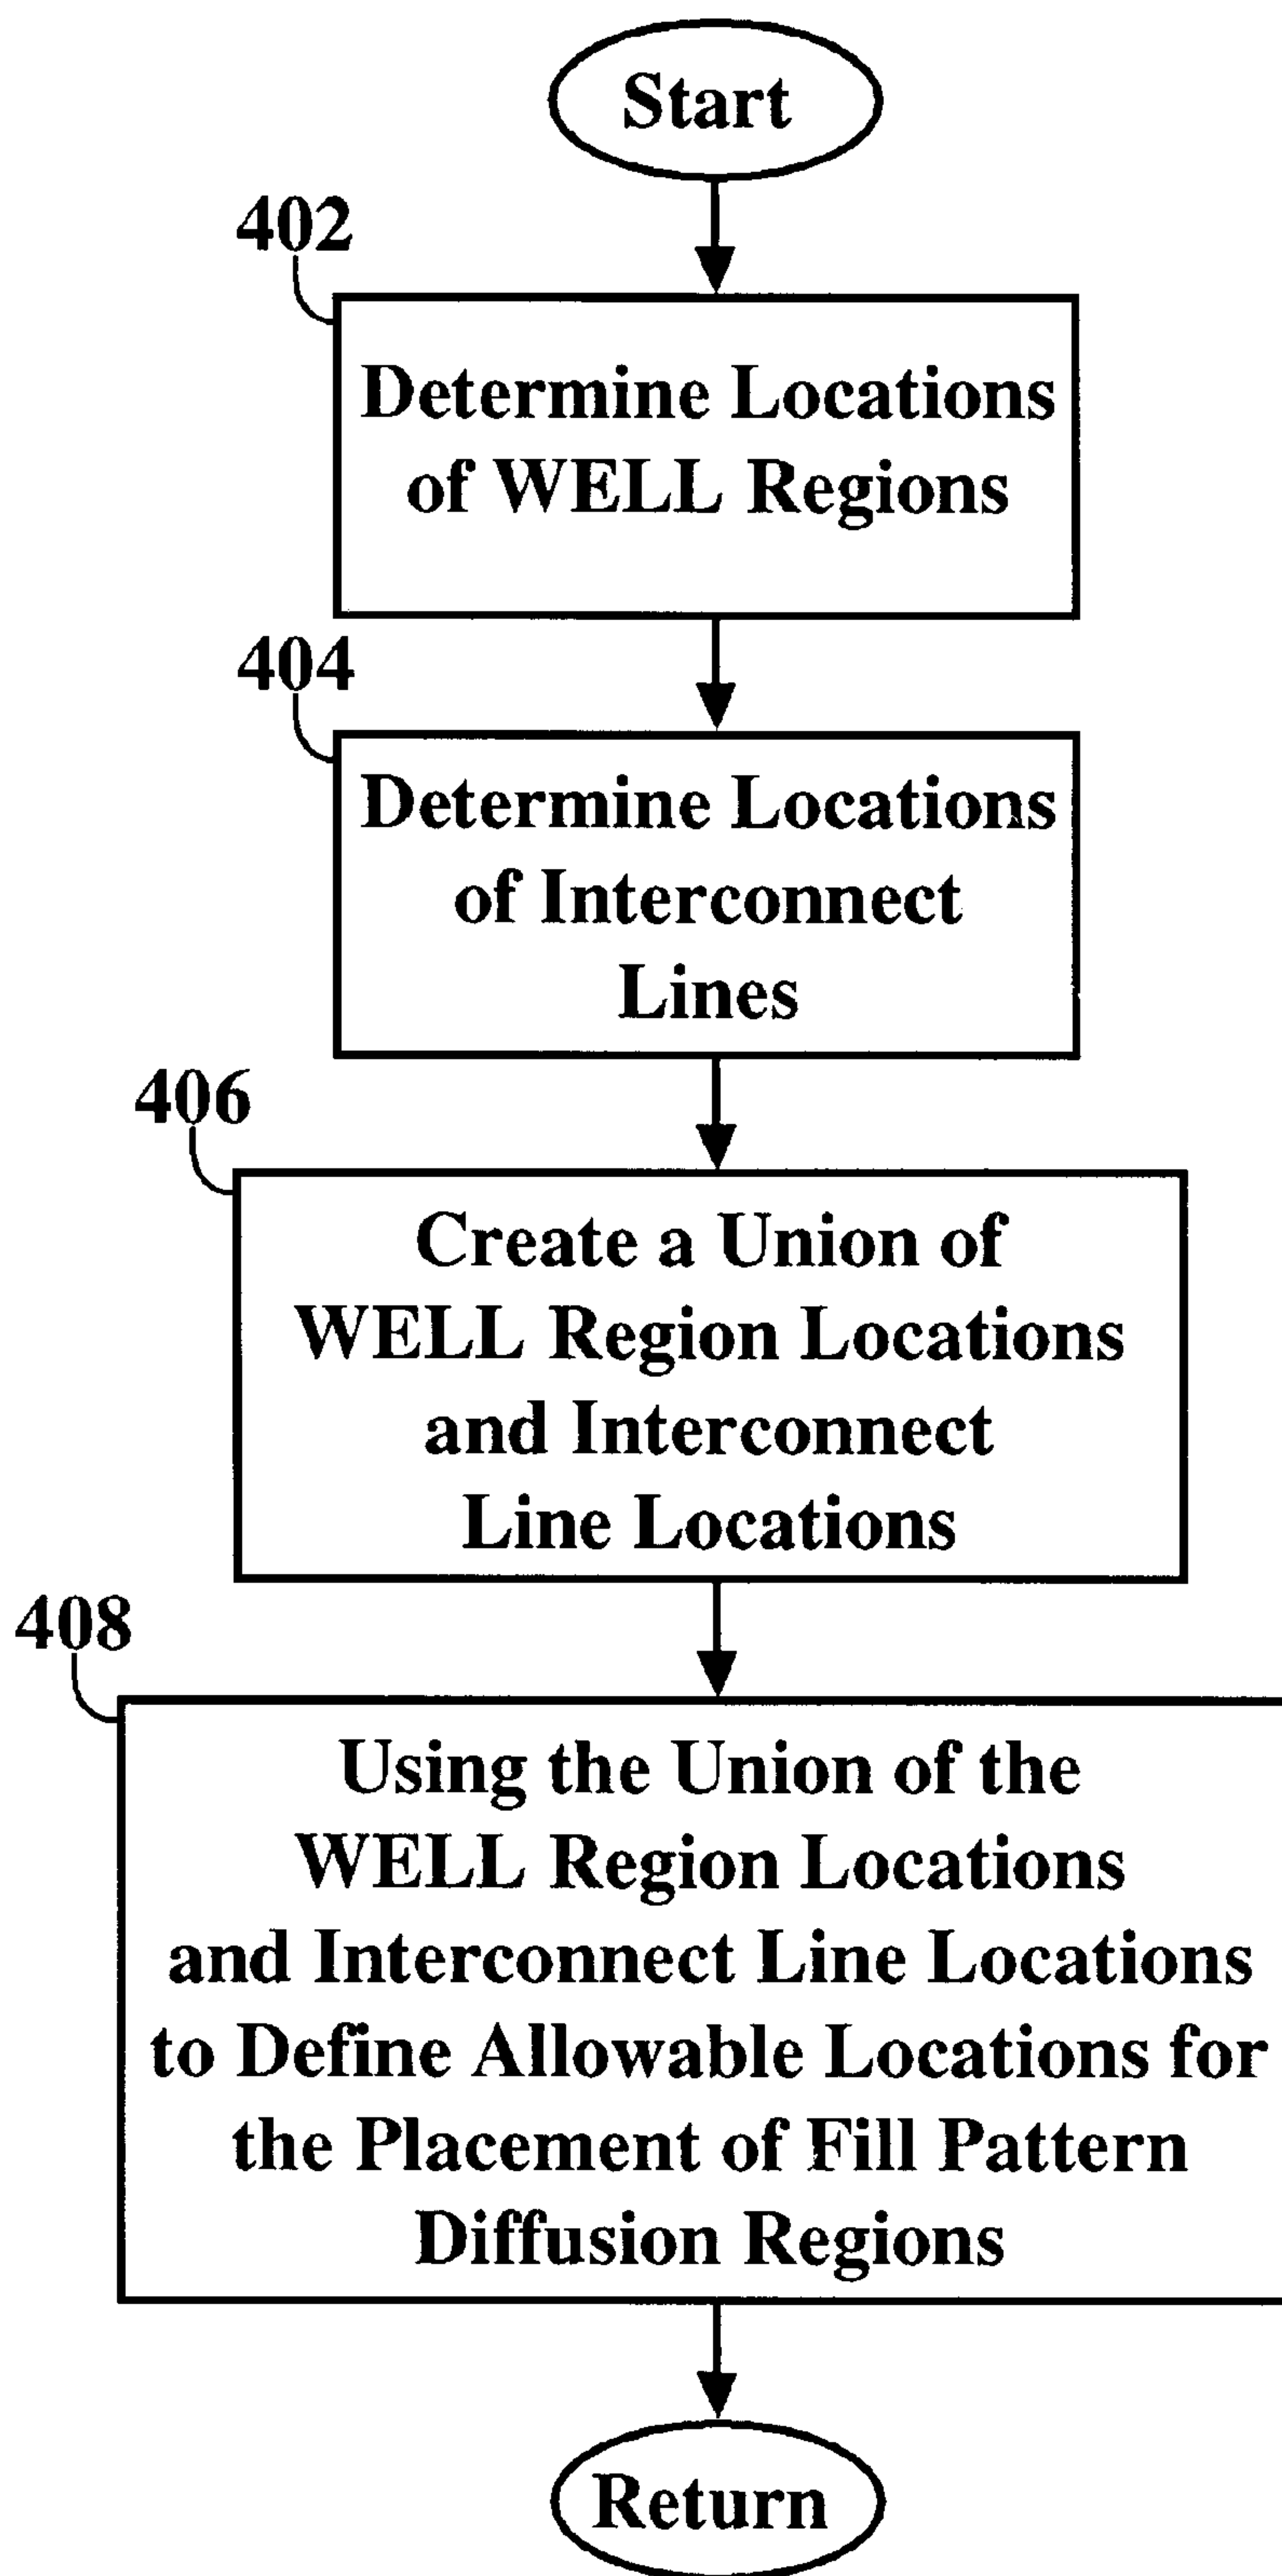 Start
402
Determine Locations
of WELL Regions
404
Determine Locations
of Interconnect
Lines
406
Create a Union of
WELL Region Locations
and Interconnect
Line Locations
408
Using the Union of the
WELL Region Locations
and Interconnect Line Locations
to Define Allowable Locations for
the Placement of Fill Pattern
Diffusion Regions
Return